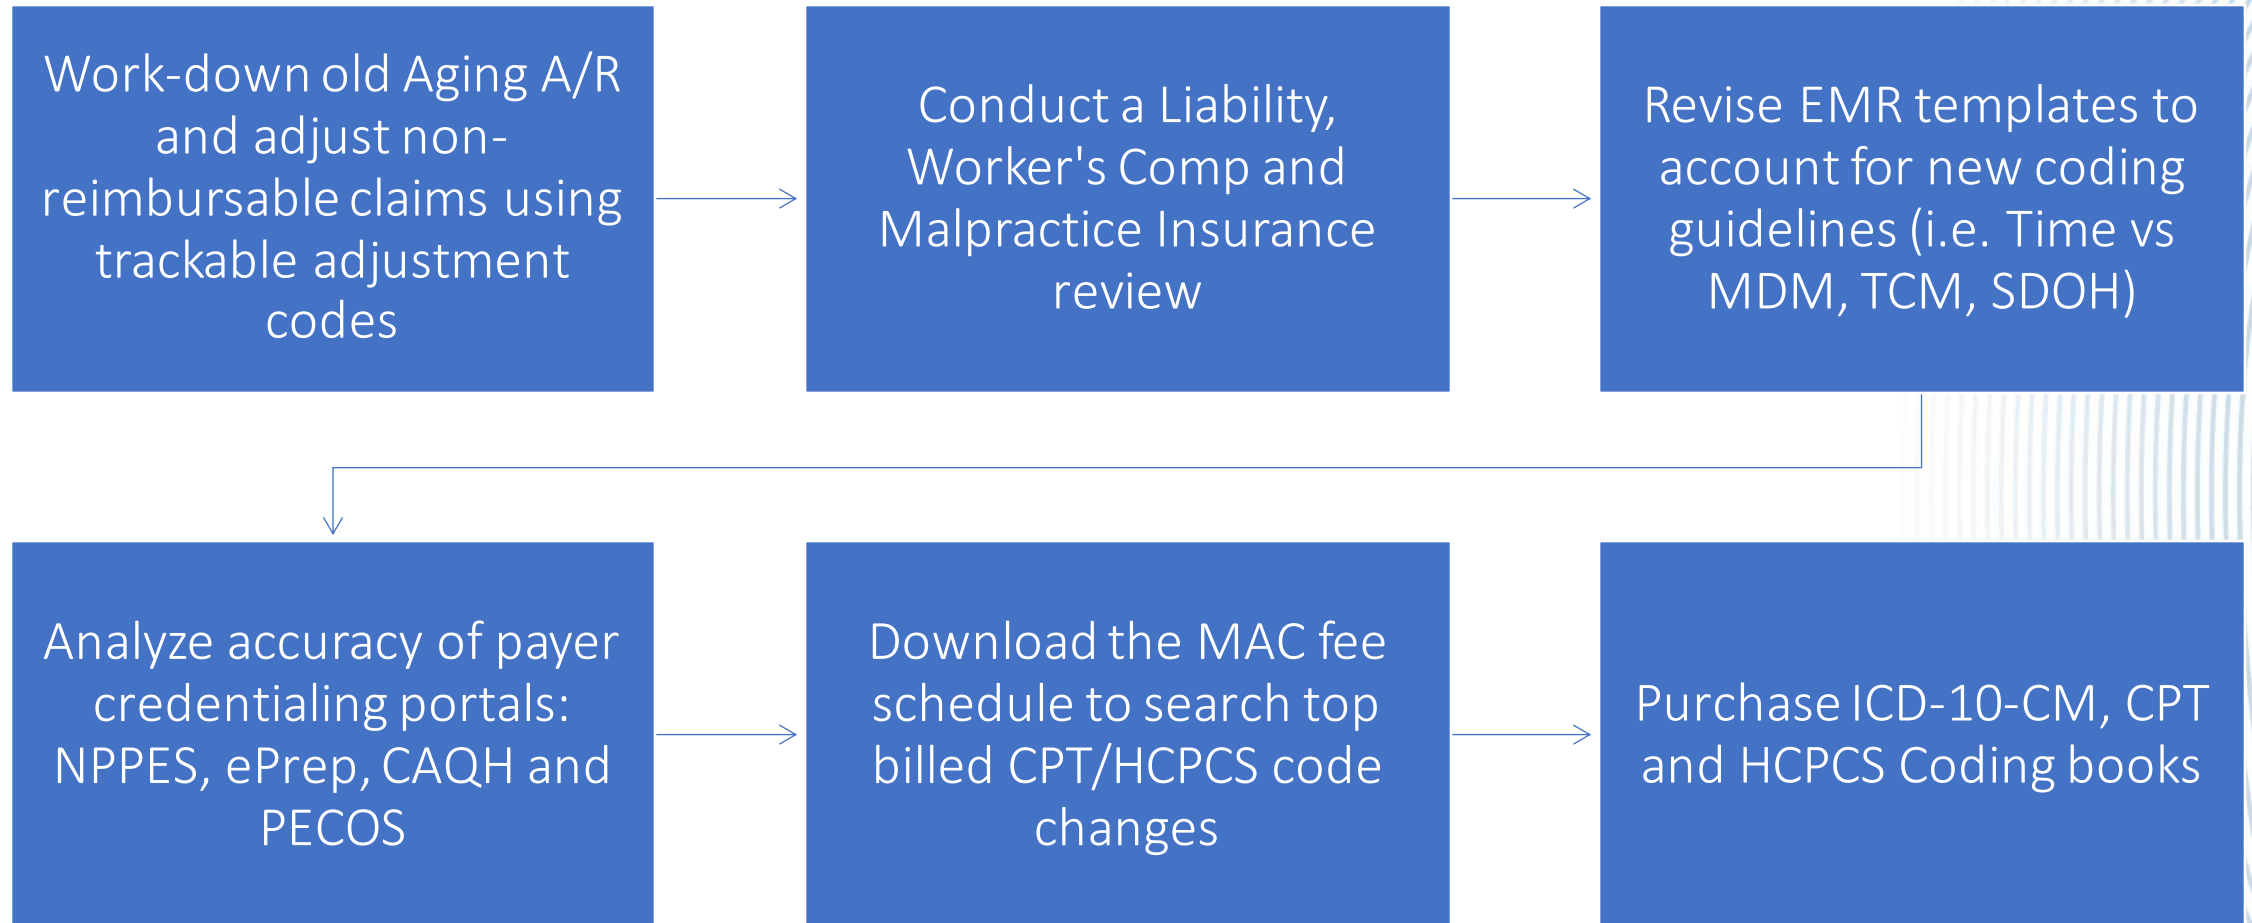 Work-down old Aging A/R
and adjust non-
reimbursable claims using
trackable adjustment
codes
Conduct a Liability,
Worker's Comp and
Malpractice Insurance
review
Revise EMR templates to
account for new coding
guidelines (i.e. Time vs
MDM, TCM, SDOH)
Analyze accuracy of payer
credentialing portals:
NPPES, ePrep, CAQH and
PECOS
Download the MAC fee
schedule to search top
billed CPT/HCPCS code
changes
Purchase ICD-10-CM, CPT
and HCPCS Coding books